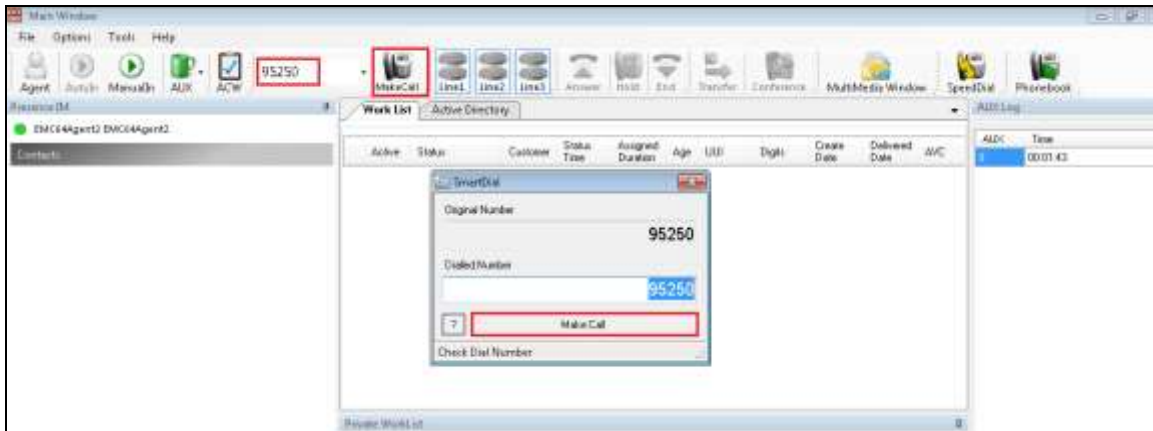 Main Window
File Options Tools Help
95250
Agent AutoIn ManualIn AUX ACW MakeCall Line1 Line2 Line3 Answer Hold End Transfer Conference MultiMedia Window SpeedDial Phonebook
Presence IM
Work List Active Directory
AUX Log
EMC64Agent2 EMC64Agent2
Contacts
Active Status Customer Status Time Assigned Duration Age UUI Digits Create Date Delivered Date AVC
AUX Time
00:01:43
SmartDial
Original Number
95250
Dialled Number
95250
? Make Call
Check Dial Number
Private WorkList